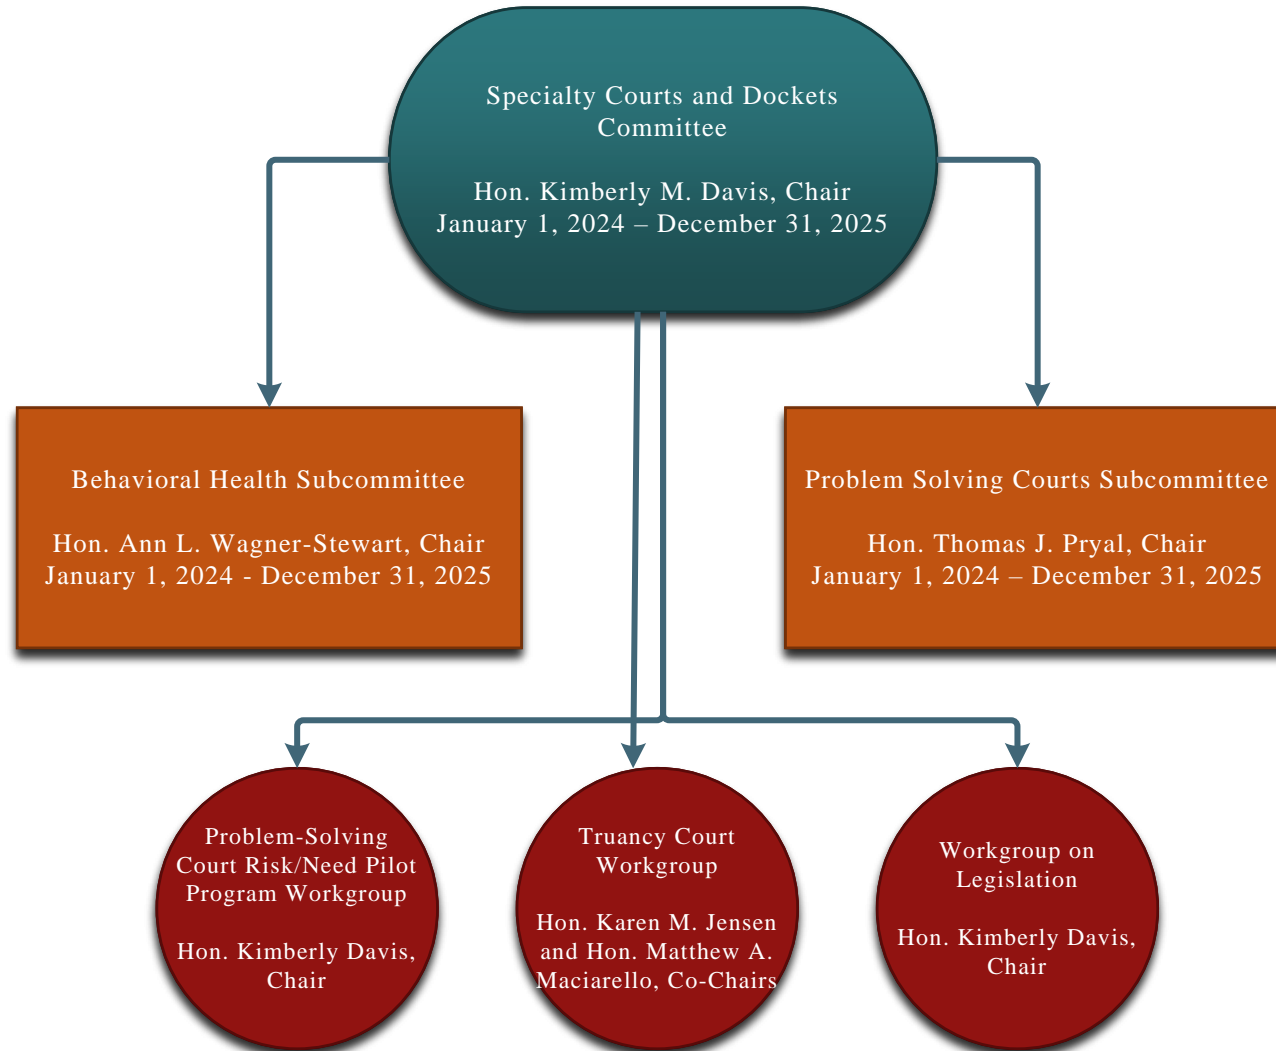 Specialty Courts and Dockets
Committee
Hon. Kimberly M. Davis, Chair
January 1, 2024 – December 31, 2025
Behavioral Health Subcommittee
Hon. Ann L. Wagner-Stewart, Chair
January 1, 2024 - December 31, 2025
Problem Solving Courts Subcommittee
Hon. Thomas J. Pryal, Chair
January 1, 2024 – December 31, 2025
Problem-Solving
Court Risk/Need Pilot
Program Workgroup
Hon. Kimberly Davis,
Chair
Truancy Court
Workgroup
Hon. Karen M. Jensen
and Hon. Matthew A.
Maciarello, Co-Chairs
Workgroup on
Legislation
Hon. Kimberly Davis,
Chair